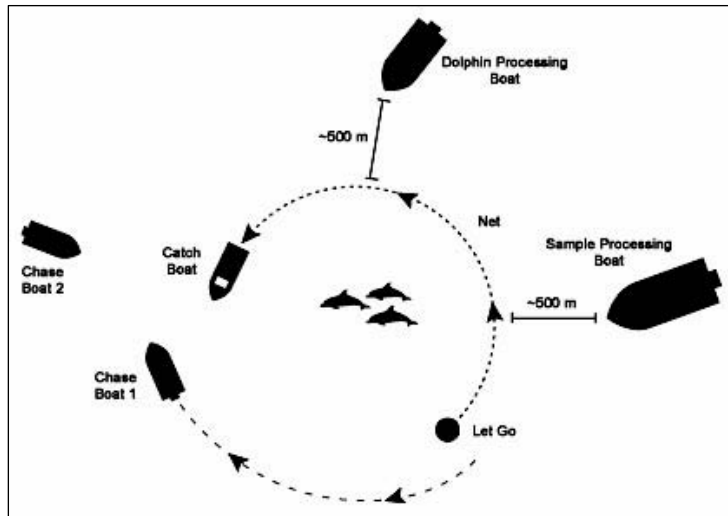 Dolphin Processing
Boat
~500 m
Net
Sample Processing
Boat
Catch
Boat
Chase
Boat 2
~500 m
Chase
Boat 1
Let Go